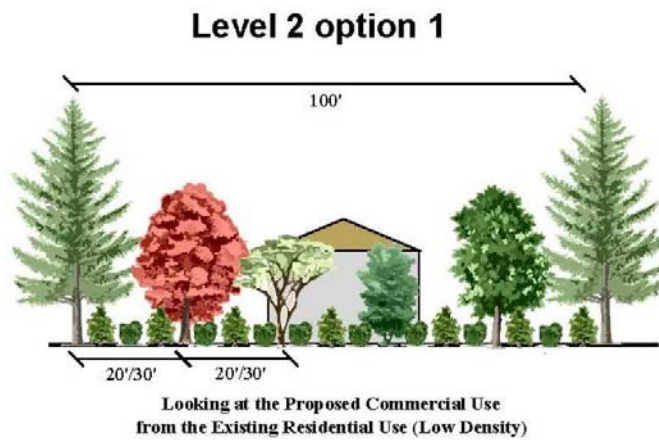 Level 2 option 1
100'
20'/30' 20'/30'
Looking at the Proposed Commercial Use
from the Existing Residential Use (Low Density)